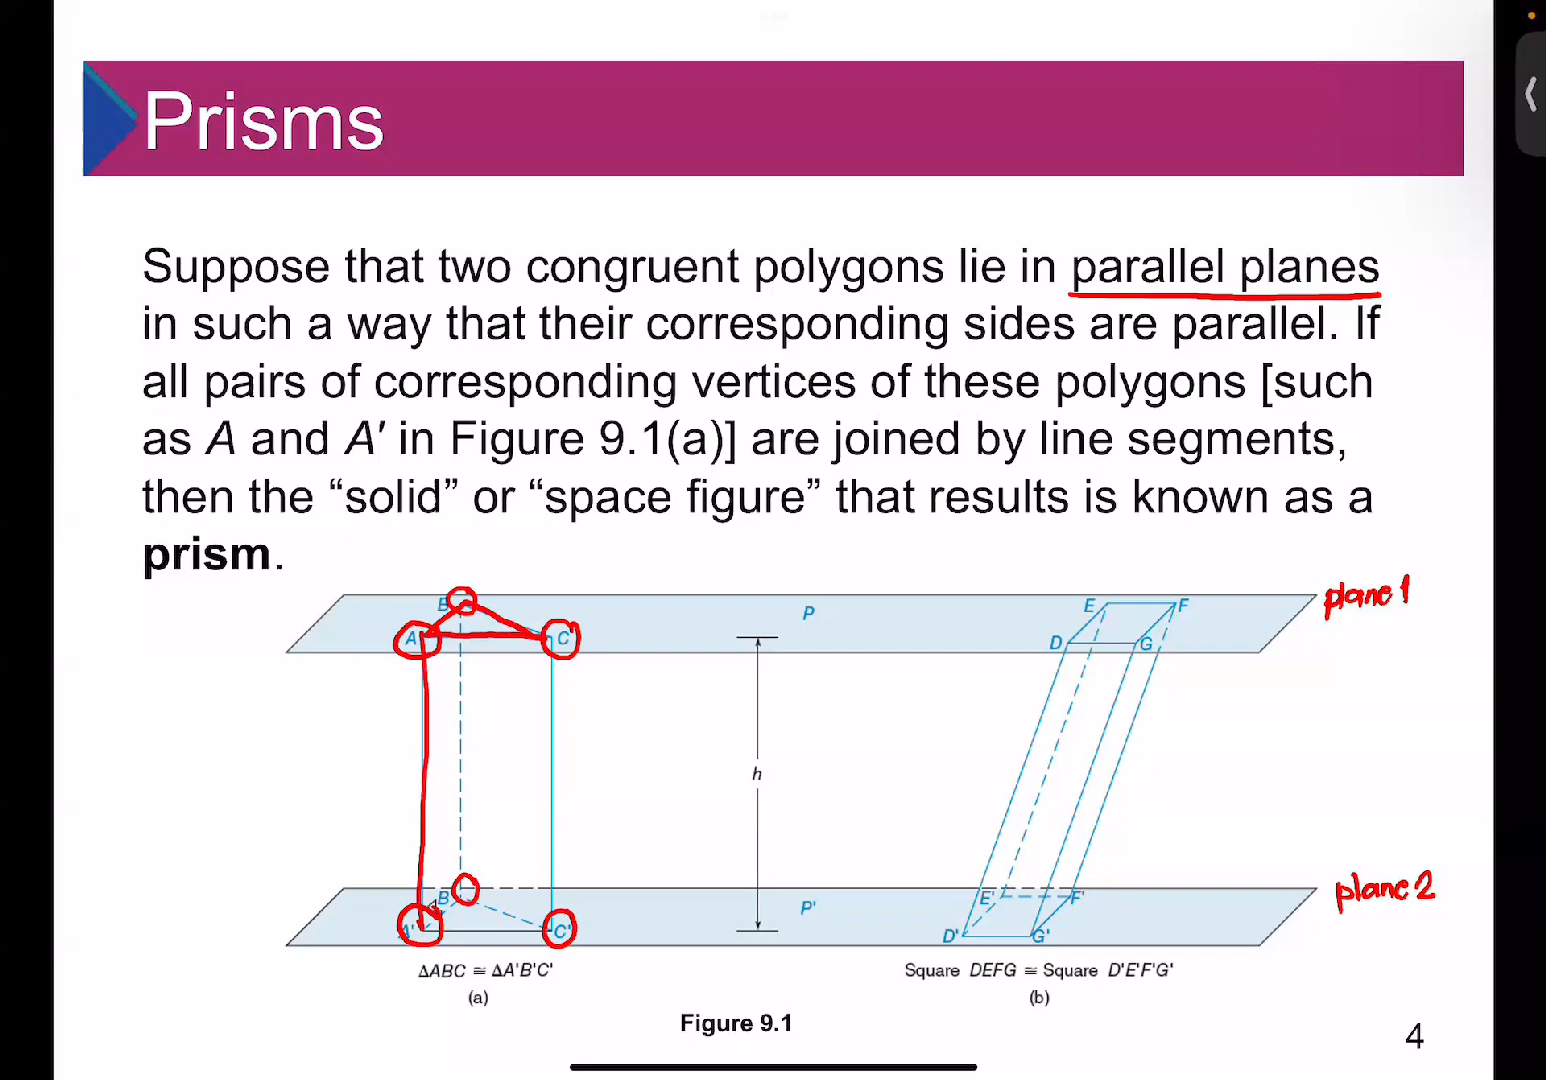 Prisms
Suppose that two congruent polygons lie in parallel planes
in such a way that their corresponding sides are parallel. If
all pairs of corresponding vertices of these polygons [such
as A and A′ in Figure 9.1(a)] are joined by line segments,
then the “solid” or “space figure” that results is known as a
prism.
plane 1
B
A
C
P
E
F
D
G
h
plane 2
B'
A'
C'
P'
E'
F'
D'
G'
ΔABC ≅ ΔA'B'C'
(a)
Square DEFG ≅ Square D'E'F'G'
(b)
Figure 9.1
4